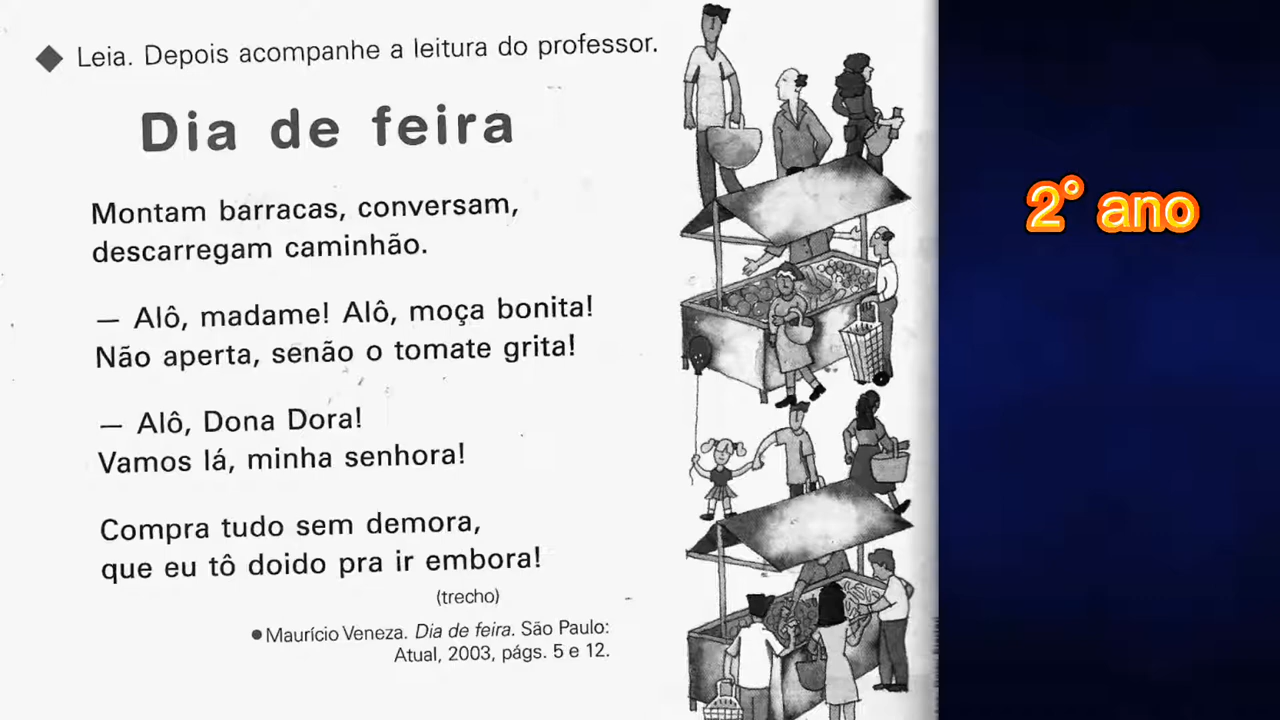 Leia. Depois acompanhe a leitura do professor.
Dia de feira
Montam barracas, conversam,
descarregam caminhão.
— Alô, madame! Alô, moça bonita!
Não aperta, senão o tomate grita!
— Alô, Dona Dora!
Vamos lá, minha senhora!
Compra tudo sem demora,
que eu tô doido pra ir embora!
(trecho)
● Maurício Veneza. Dia de feira. São Paulo:
Atual, 2003, págs. 5 e 12.
2° ano